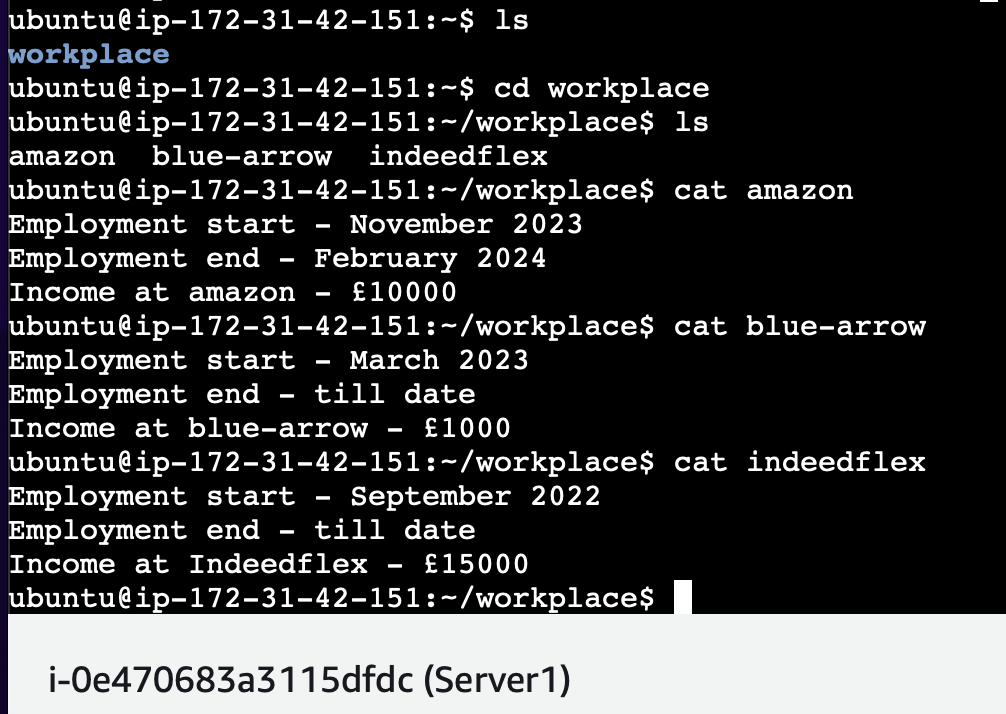 ubuntu@ip-172-31-42-151:~$ ls
workplace
ubuntu@ip-172-31-42-151:~$ cd workplace
ubuntu@ip-172-31-42-151:~/workplace$ ls
amazon  blue-arrow  indeedflex
ubuntu@ip-172-31-42-151:~/workplace$ cat amazon
Employment start - November 2023
Employment end - February 2024
Income at amazon - £10000
ubuntu@ip-172-31-42-151:~/workplace$ cat blue-arrow
Employment start - March 2023
Employment end - till date
Income at blue-arrow - £1000
ubuntu@ip-172-31-42-151:~/workplace$ cat indeedflex
Employment start - September 2022
Employment end - till date
Income at Indeedflex - £15000
ubuntu@ip-172-31-42-151:~/workplace$
i-0e470683a3115dfdc (Server1)